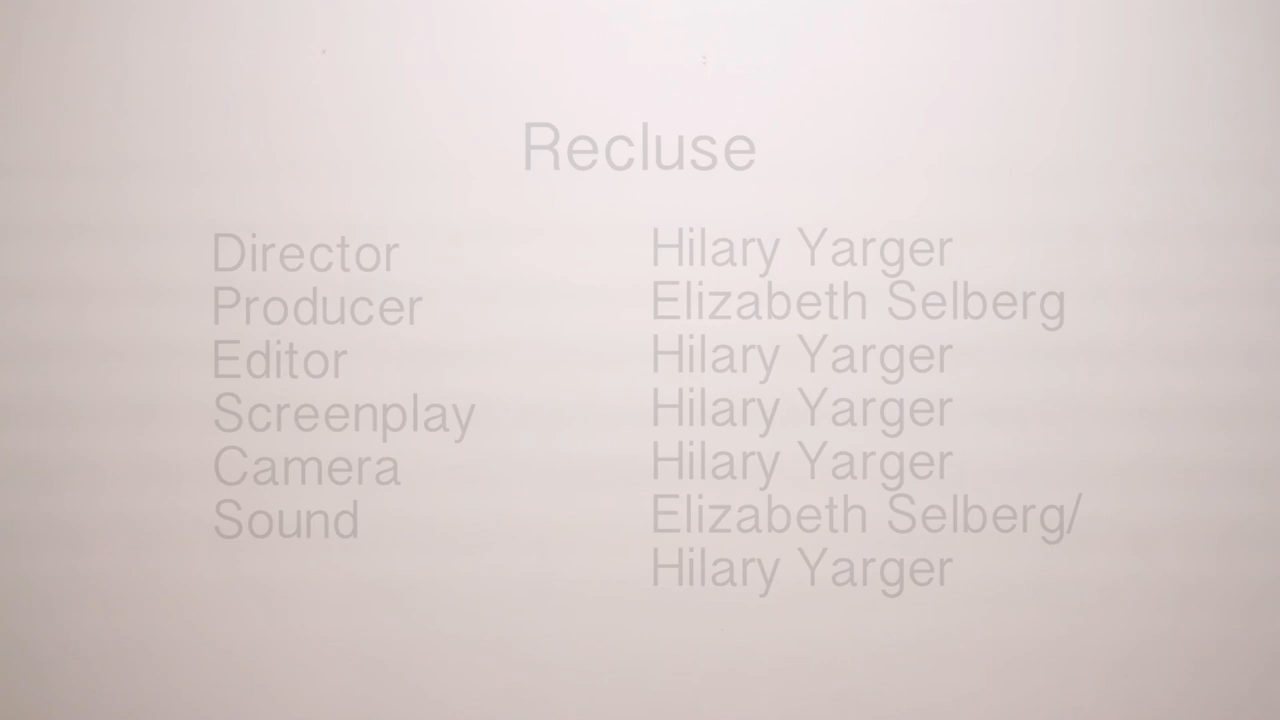 Recluse
Director Hilary Yarger
Producer Elizabeth Selberg
Editor Hilary Yarger
Screenplay Hilary Yarger
Camera Hilary Yarger
Sound Elizabeth Selberg/
Hilary Yarger